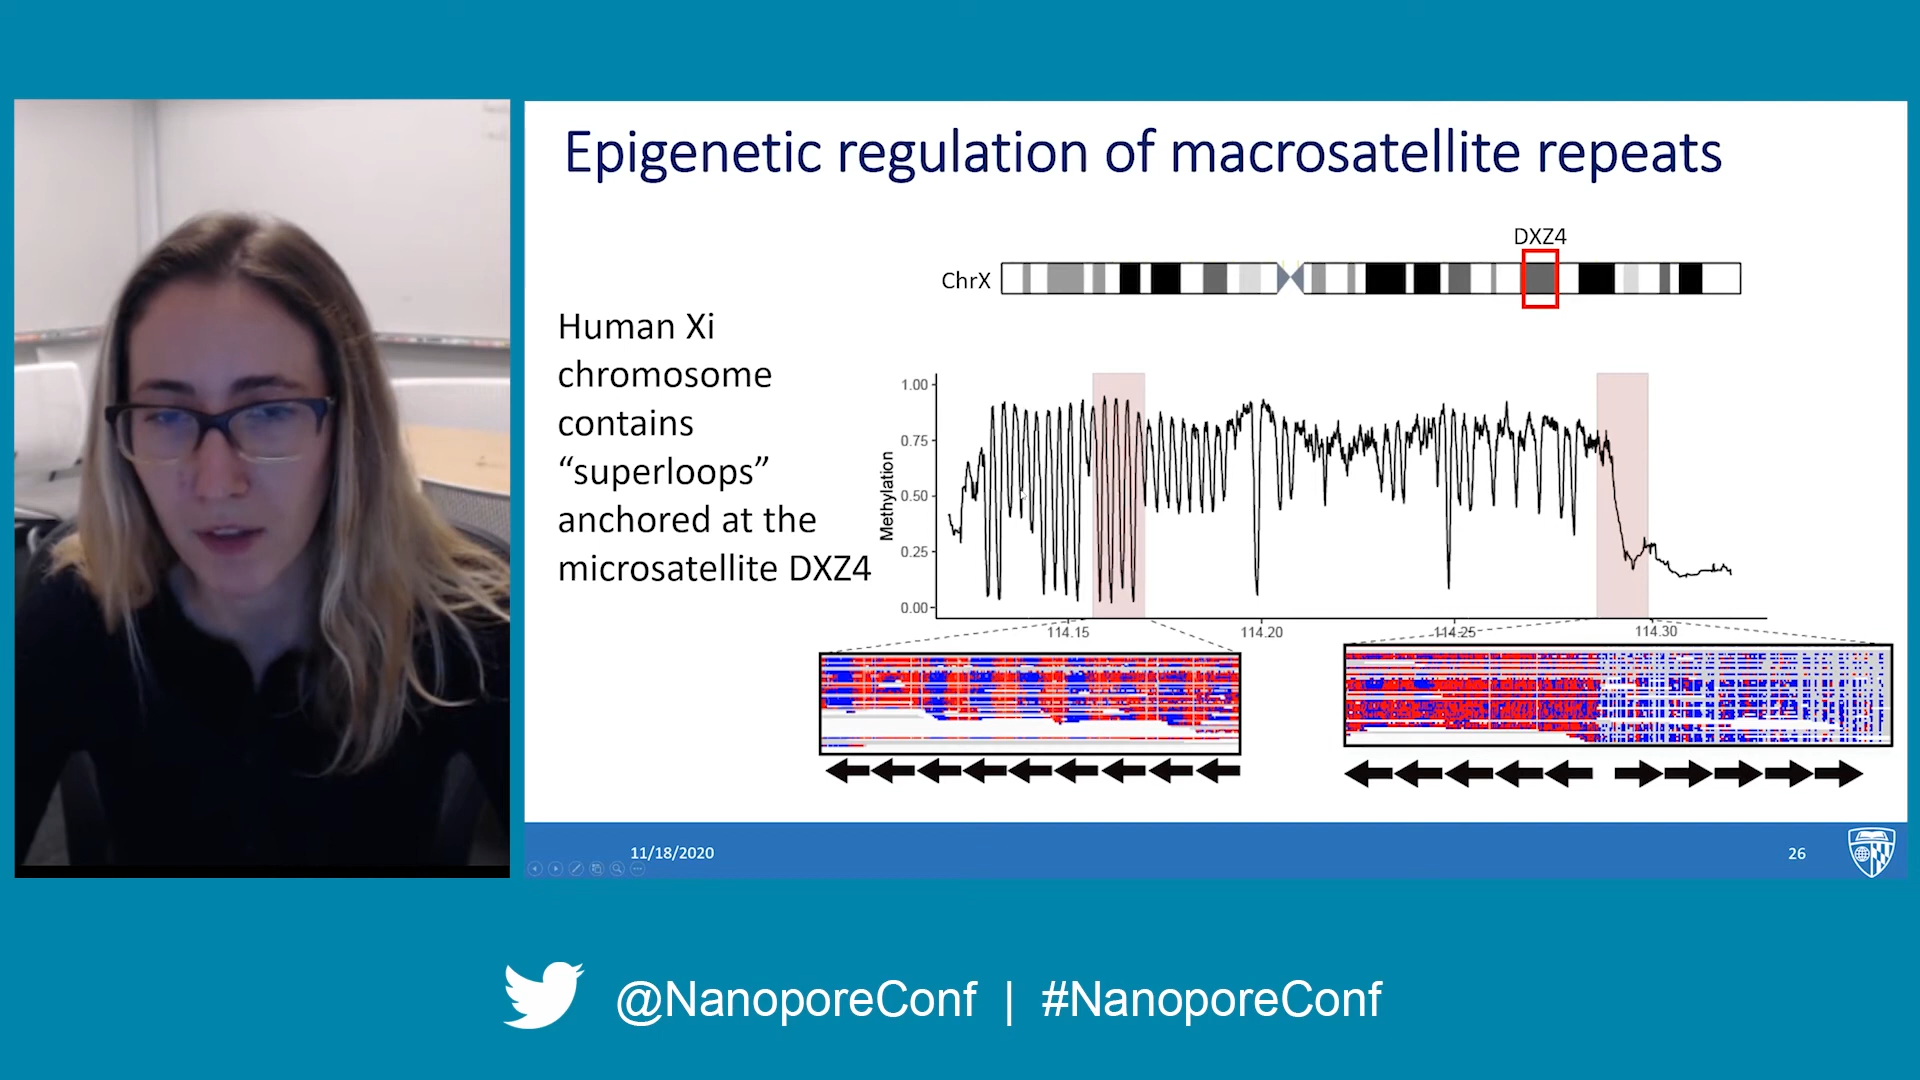 Epigenetic regulation of macrosatellite repeats
DXZ4
ChrX
Human Xi
chromosome
contains
“superloops”
anchored at the
microsatellite DXZ4
Methylation
1.00
0.75
0.50
0.25
0.00
114.15
114.20
114.25
114.30
11/18/2020
26
@NanoporeConf | #NanoporeConf